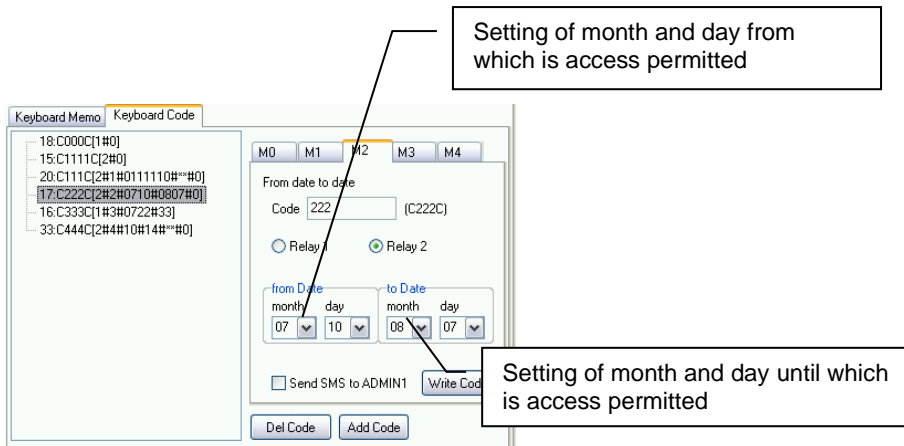 Setting of month and day from
which is access permitted
Keyboard Memo Keyboard Code
18:C000C[1#0]
15:C1111C[2#0]
20:C111C[2#1#0111110#**#0]
17:C222C[2#2#0710#0807#0]
16:C333C[1#3#0722#33]
33:C444C[2#4#10#14#**#0]
M0 M1 M2 M3 M4
From date to date
Code 222 (C222C)
Relay 1 Relay 2
from Date to Date
month day month day
07 10 08 07
Send SMS to ADMIN1 Write Cod
Setting of month and day until which
is access permitted
Del Code Add Code